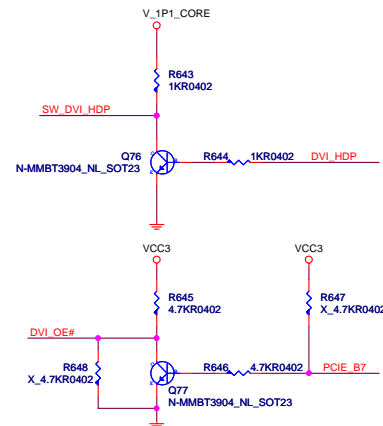 V_1P1_CORE
R643
1KR0402
SW_DVI_HDP
Q76
N-MMBT3904_NL_SOT23
R644
1KR0402
DVI_HDP
VCC3
VCC3
R645
4.7KR0402
R647
X_4.7KR0402
DVI_OE#
R648
X_4.7KR0402
R646
4.7KR0402
PCIE_B7
Q77
N-MMBT3904_NL_SOT23